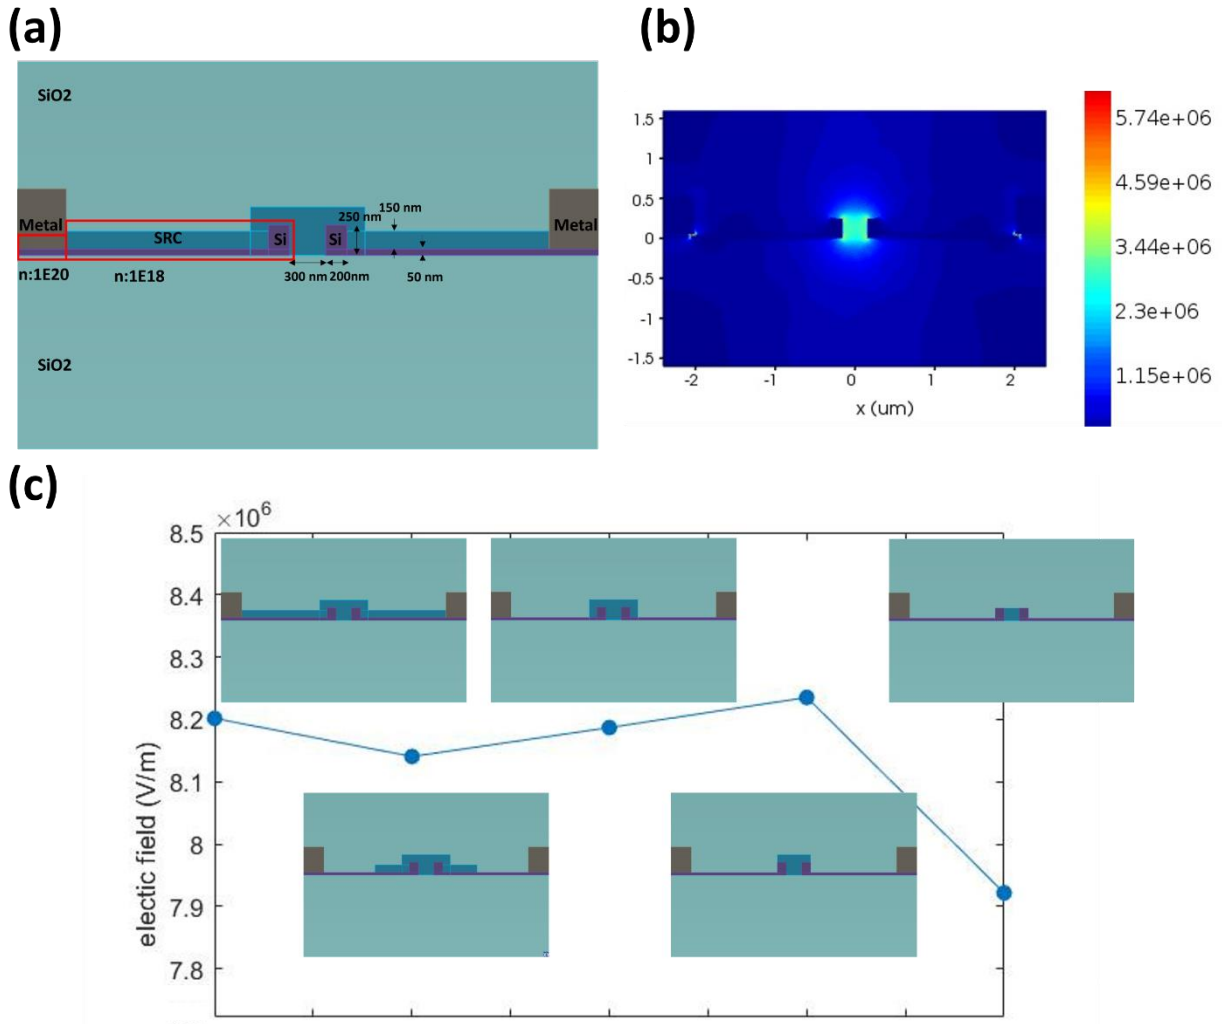 (a)
SiO2
Metal
SRC
Si
Si
250 nm
150 nm
Metal
n:1E20
n:1E18
300 nm
200nm
50 nm
SiO2
(b)
1.5
1
0.5
0
-0.5
-1
-1.5
-2
-1
0
1
2
x (um)
5.74e+06
4.59e+06
3.44e+06
2.3e+06
1.15e+06
(c)
×10⁶
8.5
8.4
8.3
8.2
8.1
8
7.9
7.8
electic field (V/m)